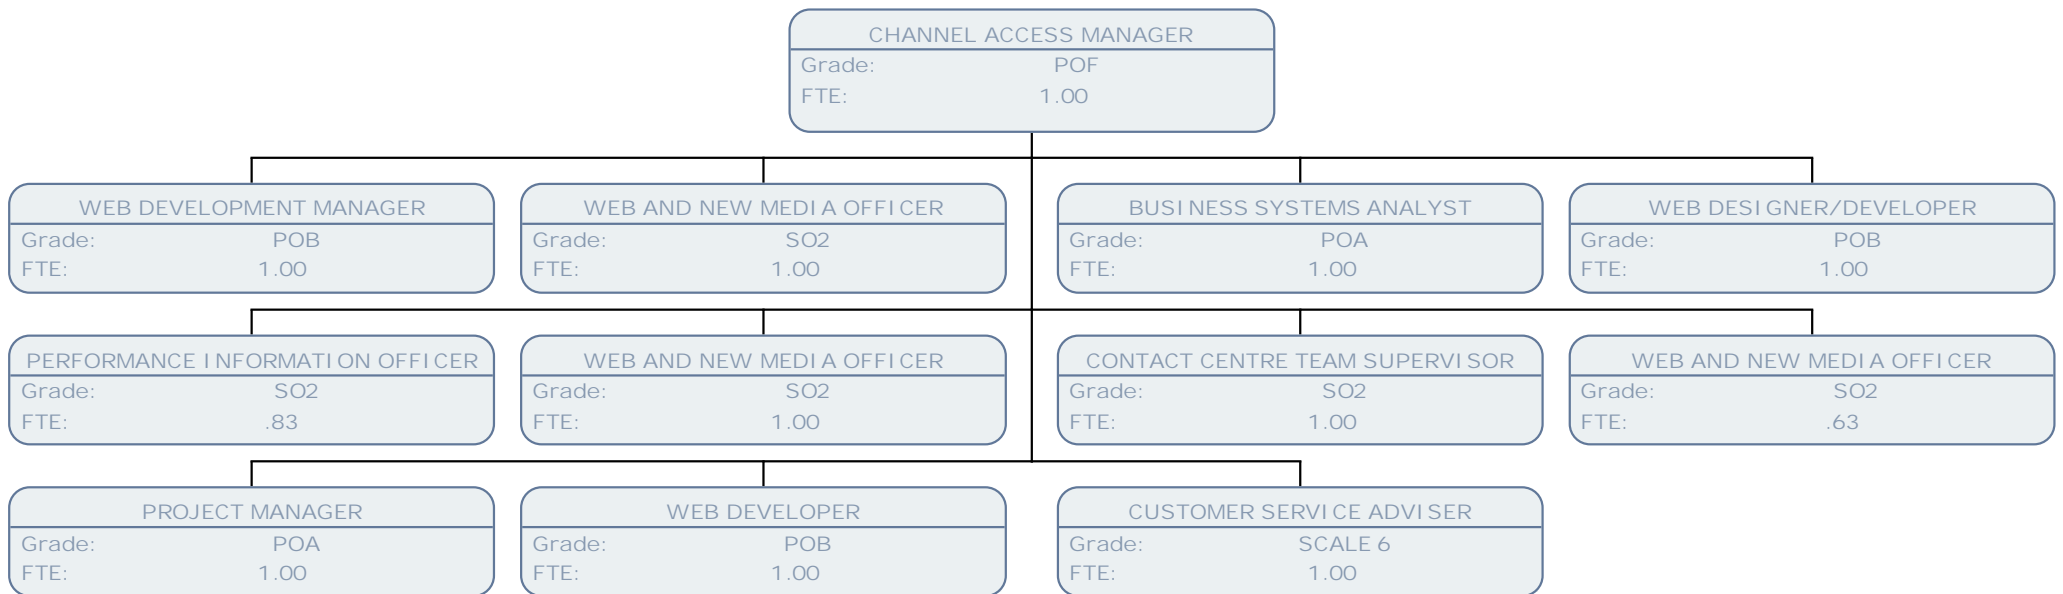 CHANNEL ACCESS MANAGER
Grade: POF
FTE: 1.00
WEB DEVELOPMENT MANAGER
Grade: POB
FTE: 1.00
WEB AND NEW MEDIA OFFICER
Grade: SO2
FTE: 1.00
BUSINESS SYSTEMS ANALYST
Grade: POA
FTE: 1.00
WEB DESIGNER/DEVELOPER
Grade: POB
FTE: 1.00
PERFORMANCE INFORMATION OFFICER
Grade: SO2
FTE: .83
WEB AND NEW MEDIA OFFICER
Grade: SO2
FTE: 1.00
CONTACT CENTRE TEAM SUPERVISOR
Grade: SO2
FTE: 1.00
WEB AND NEW MEDIA OFFICER
Grade: SO2
FTE: .63
PROJECT MANAGER
Grade: POA
FTE: 1.00
WEB DEVELOPER
Grade: POB
FTE: 1.00
CUSTOMER SERVICE ADVISER
Grade: SCALE 6
FTE: 1.00